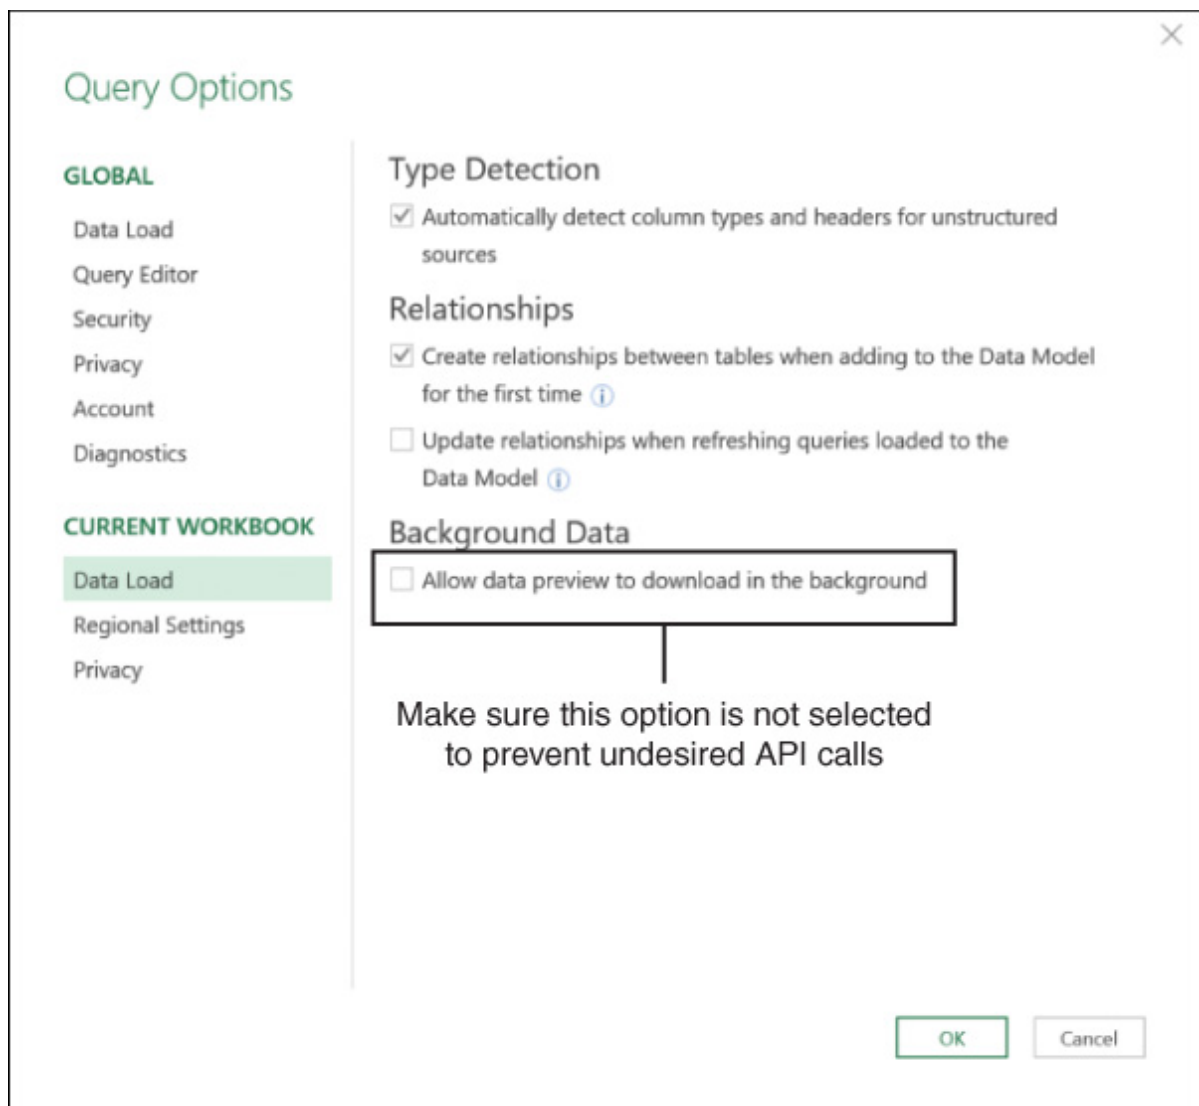 Query Options
GLOBAL
Data Load
Query Editor
Security
Privacy
Account
Diagnostics
CURRENT WORKBOOK
Data Load
Regional Settings
Privacy
Type Detection
Automatically detect column types and headers for unstructured
sources
Relationships
Create relationships between tables when adding to the Data Model
for the first time
Update relationships when refreshing queries loaded to the
Data Model
Background Data
Allow data preview to download in the background
Make sure this option is not selected
to prevent undesired API calls
OK
Cancel